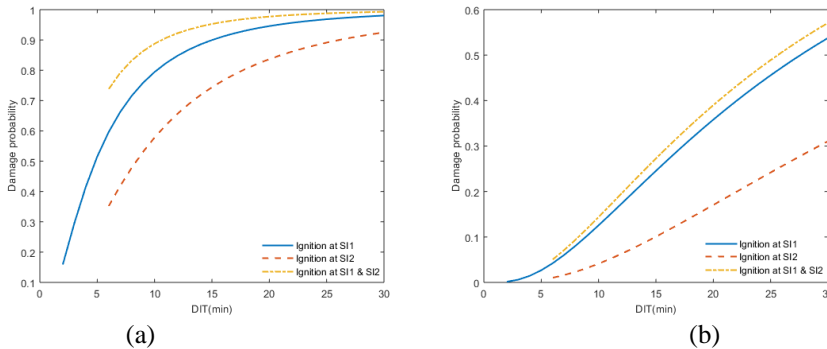 1
0.9
0.8
0.7
0.6
0.5
0.4
0.3
0.2
0.1
Damage probability
0 5 10 15 20 25 30
DIT(min)
Ignition at SI1
Ignition at SI2
Ignition at SI1 & SI2
(a)
0.6
0.5
0.4
0.3
0.2
0.1
0
Damage probability
0 5 10 15 20 25 30
DIT(min)
Ignition at SI1
Ignition at SI2
Ignition at SI1 & SI2
(b)